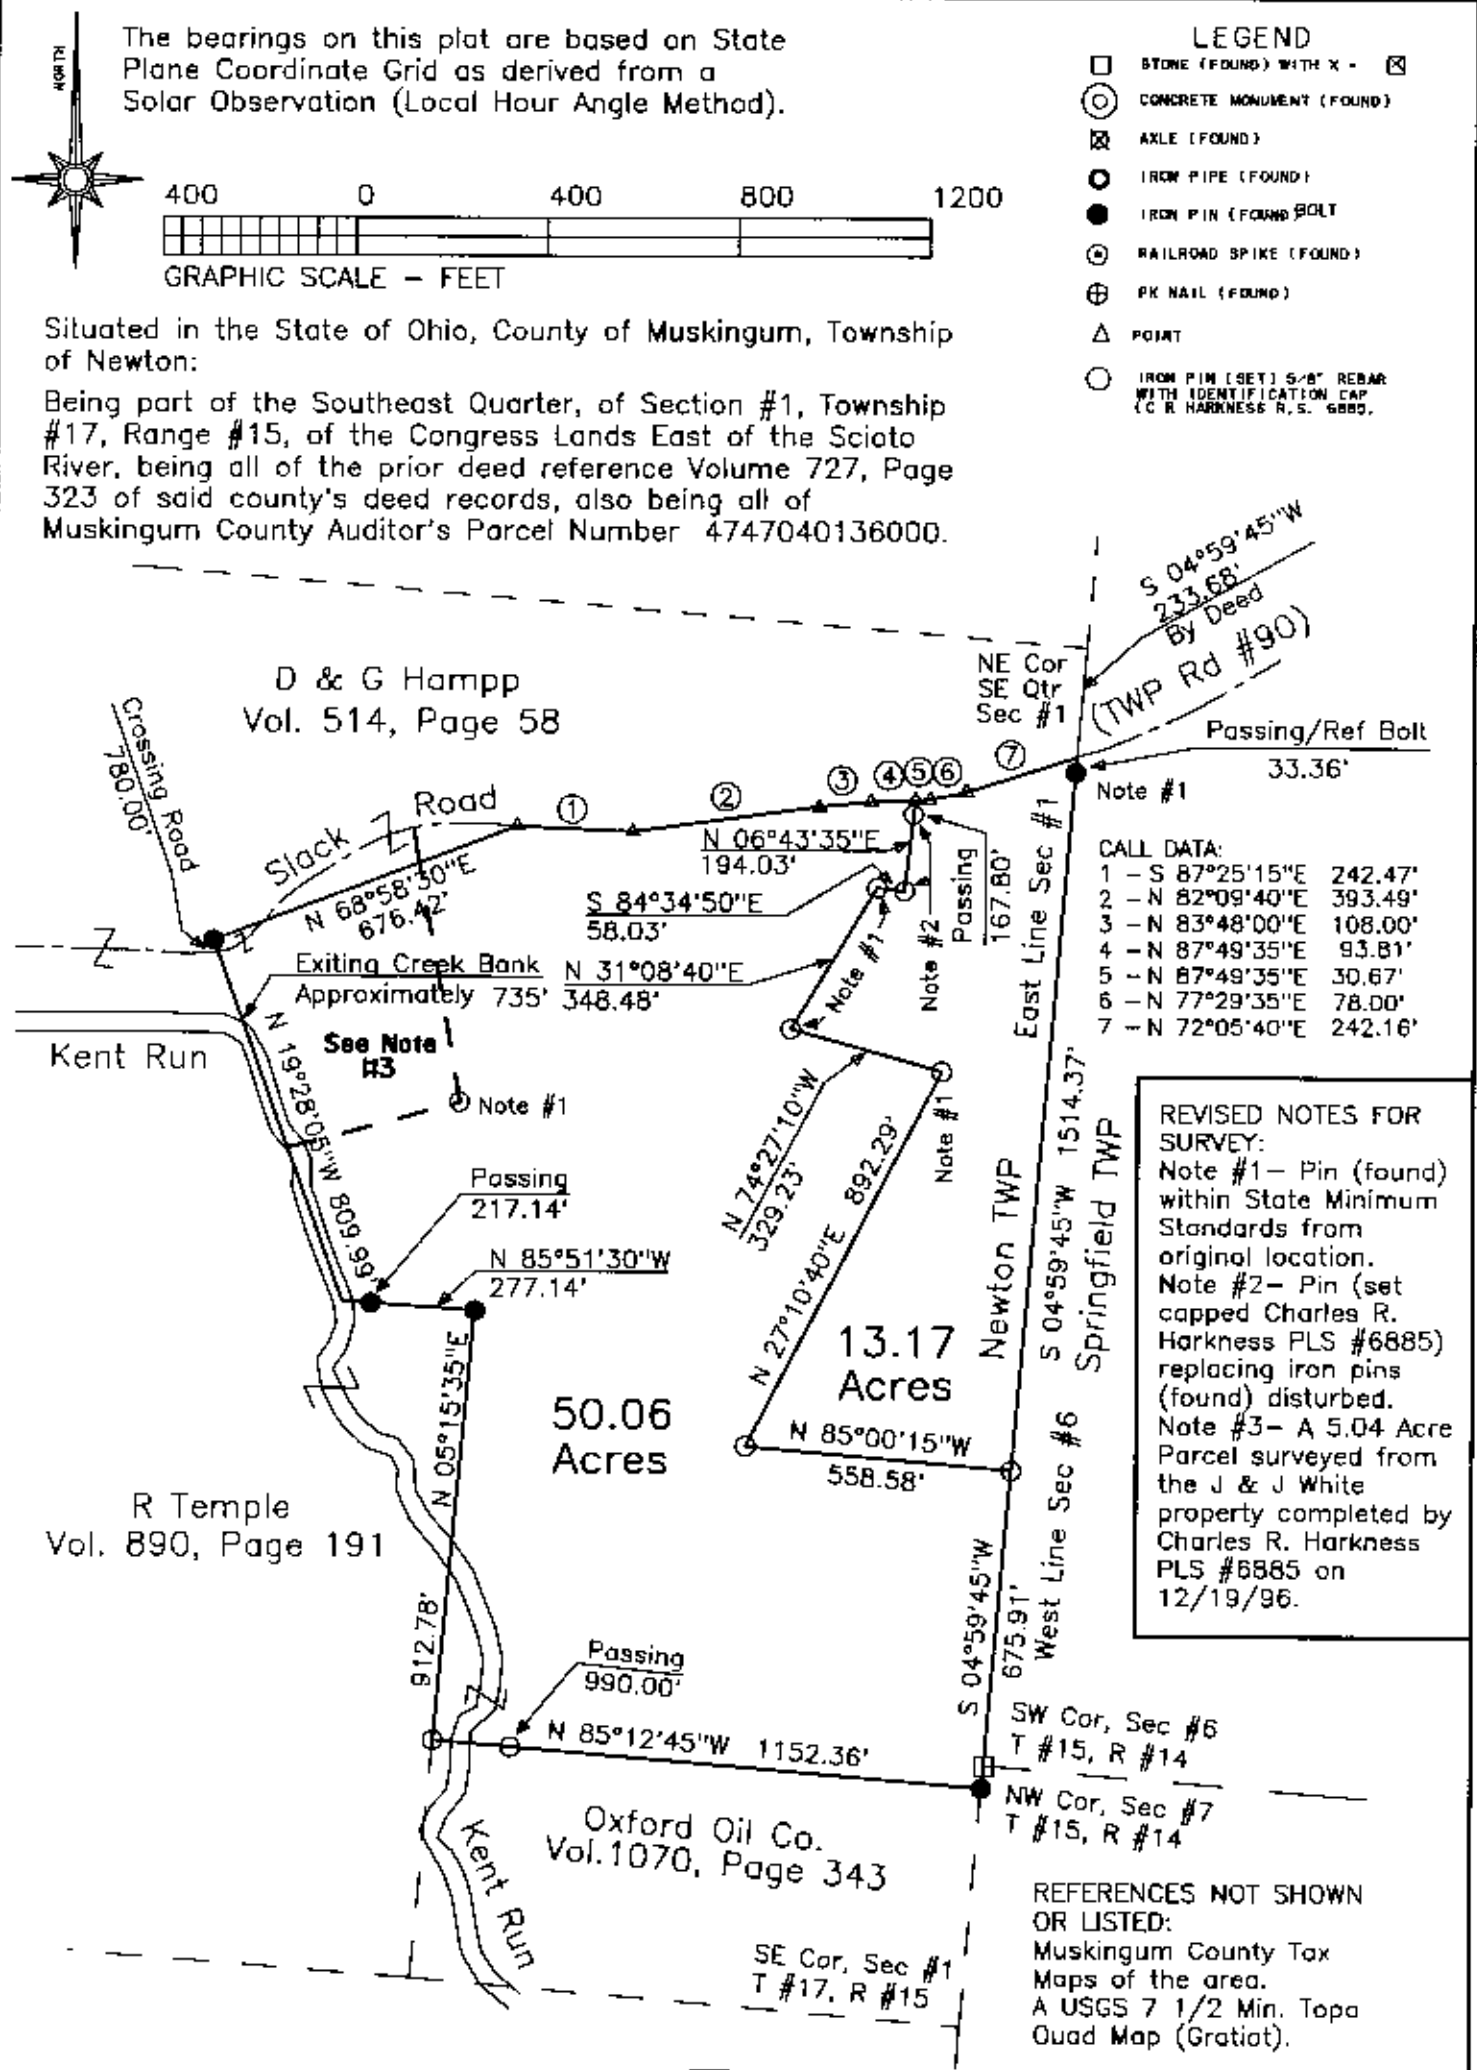 NORTH
The bearings on this plat are based on State
Plane Coordinate Grid as derived from a
Solar Observation (Local Hour Angle Method).
400 0 400 800 1200
GRAPHIC SCALE - FEET
LEGEND
STONE (FOUND) WITH X -
CONCRETE MONUMENT (FOUND)
AXLE (FOUND)
IRON PIPE (FOUND)
IRON PIN (FOUND) BOLT
RAILROAD SPIKE (FOUND)
PK NAIL (FOUND)
POINT
IRON PIN (SET) 5/8" REBAR
WITH IDENTIFICATION CAP
(C R HARKNESS R.S. 6885.
Situated in the State of Ohio, County of Muskingum, Township
of Newton:
Being part of the Southeast Quarter, of Section #1, Township
#17, Range #15, of the Congress Lands East of the Scioto
River, being all of the prior deed reference Volume 727, Page
323 of said county's deed records, also being all of
Muskingum County Auditor's Parcel Number 4747040136000.
S 04°59'45"W
233.68'
By Deed
(TWP Rd #90)
NE Cor
SE Qtr
Sec #1
Passing/Ref Bolt
33.36'
Note #1
D & G Hampp
Vol. 514, Page 58
Crossing Road
780.00'
Slack Road
1
2
3
4
5
6
7
N 68°58'30"E
676.42'
N 06°43'35"E
194.03'
S 84°34'50"E
58.03'
N 31°08'40"E
348.48'
Note #1
Note #2
Passing
167.80'
East Line Sec #1
CALL DATA:
1 - S 87°25'15"E 242.47'
2 - N 82°09'40"E 393.49'
3 - N 83°48'00"E 108.00'
4 - N 87°49'35"E 93.81'
5 - N 87°49'35"E 30.67'
6 - N 77°29'35"E 78.00'
7 - N 72°05'40"E 242.16'
Exiting Creek Bank
Approximately 735'
Kent Run
See Note
#3
Note #1
N 19°28'05"W 809.99'
Passing
217.14'
N 85°51'30"W
277.14'
N 74°27'10"W
329.23'
Note #1
N 27°10'40"E 892.29'
Newton TWP
S 04°59'45"W 1514.37'
Springfield TWP
13.17
Acres
50.06
Acres
N 85°00'15"W
558.58'
N 05°15'35"E
912.78'
R Temple
Vol. 890, Page 191
S 04°59'45"W
675.91'
West Line Sec #6
REVISED NOTES FOR
SURVEY:
Note #1- Pin (found)
within State Minimum
Standards from
original location.
Note #2- Pin (set
capped Charles R.
Harkness PLS #6885)
replacing iron pins
(found) disturbed.
Note #3- A 5.04 Acre
Parcel surveyed from
the J & J White
property completed by
Charles R. Harkness
PLS #6885 on
12/19/96.
Passing
990.00'
N 85°12'45"W 1152.36'
SW Cor, Sec #6
T #15, R #14
NW Cor, Sec #7
T #15, R #14
Oxford Oil Co.
Vol.1070, Page 343
Kent Run
SE Cor, Sec #1
T #17, R #15
REFERENCES NOT SHOWN
OR LISTED:
Muskingum County Tax
Maps of the area.
A USGS 7 1/2 Min. Topo
Quad Map (Gratiot).